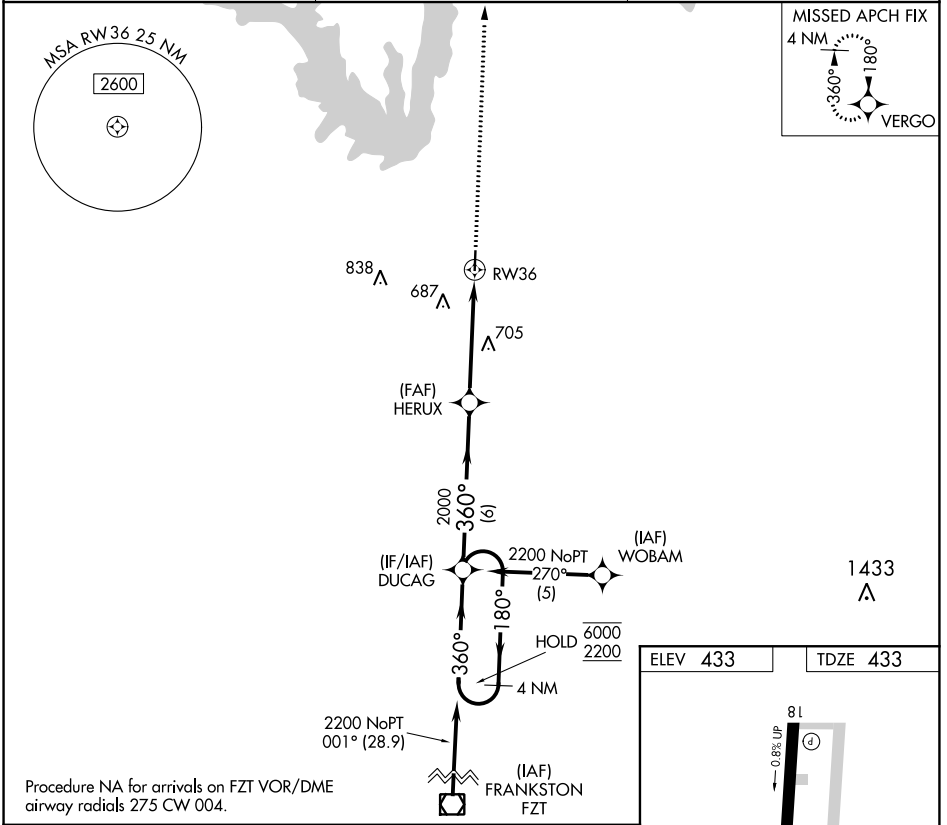 MSA RW36 25 NM
2600
MISSED APCH FIX
4 NM
360°
180°
VERGO
838
687
RW36
705
(FAF)
HERUX
2000
360°
(6)
(IF/IAF)
DUCAG
2200 NoPT
270°
(5)
(IAF)
WOBAM
1433
360°
180°
HOLD
6000
2200
4 NM
2200 NoPT
001° (28.9)
(IAF)
FRANKSTON
FZT
Procedure NA for arrivals on FZT VOR/DME
airway radials 275 CW 004.
ELEV 433
TDZE 433
18
0.8% UP
P